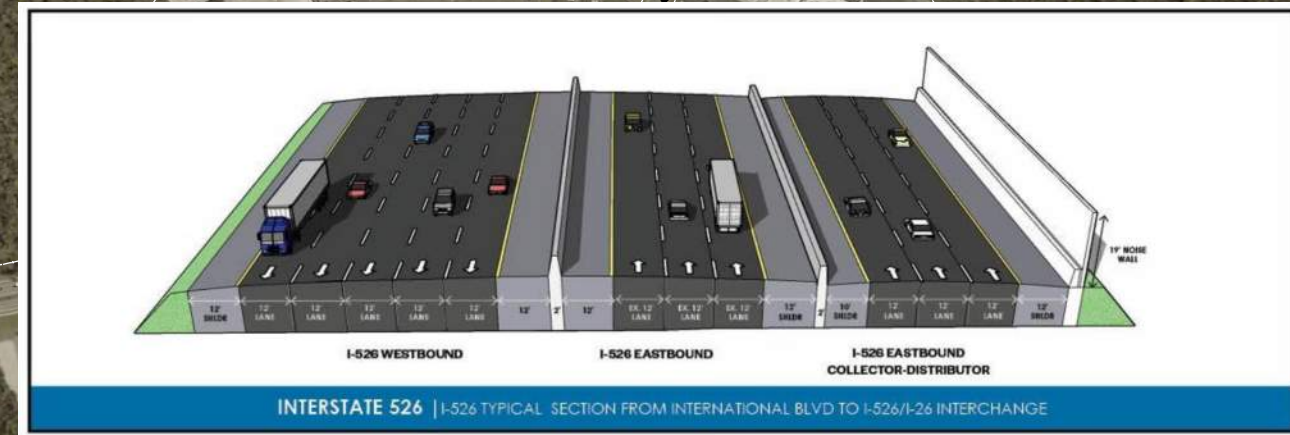 19' NOISE
WALL
12'
SHLDR
12'
LANE
12'
LANE
12'
LANE
12'
LANE
12'
LANE
12'
2'
12'
EX. 12'
LANE
EX. 12'
LANE
EX. 12'
LANE
12'
SHLDR
2'
10'
SHLDR
12'
LANE
12'
LANE
12'
LANE
12'
SHLDR
I-526 WESTBOUND
I-526 EASTBOUND
I-526 EASTBOUND
COLLECTOR-DISTRIBUTOR
INTERSTATE 526 | I-526 TYPICAL SECTION FROM INTERNATIONAL BLVD TO I-526/I-26 INTERCHANGE